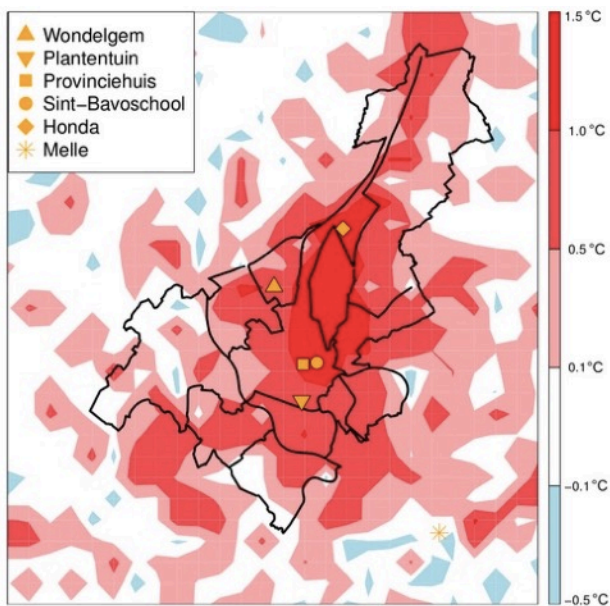 Wondelgem
Plantentuin
Provinciehuis
Sint−Bavoschool
Honda
Melle
1.5 °C
1.0 °C
0.5 °C
0.1 °C
−0.1 °C
−0.5 °C